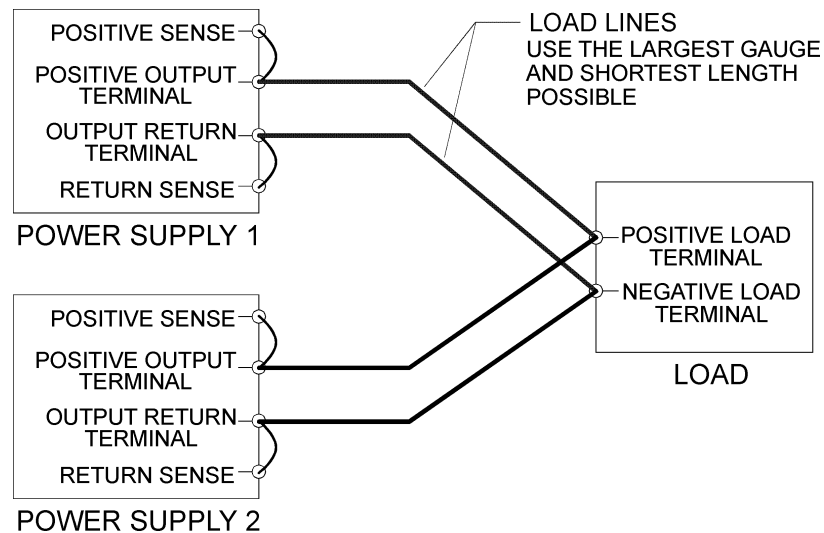 POSITIVE SENSE
POSITIVE OUTPUT
TERMINAL
OUTPUT RETURN
TERMINAL
RETURN SENSE
POWER SUPPLY 1
LOAD LINES
USE THE LARGEST GAUGE
AND SHORTEST LENGTH
POSSIBLE
POSITIVE LOAD
TERMINAL
NEGATIVE LOAD
TERMINAL
LOAD
POSITIVE SENSE
POSITIVE OUTPUT
TERMINAL
OUTPUT RETURN
TERMINAL
RETURN SENSE
POWER SUPPLY 2